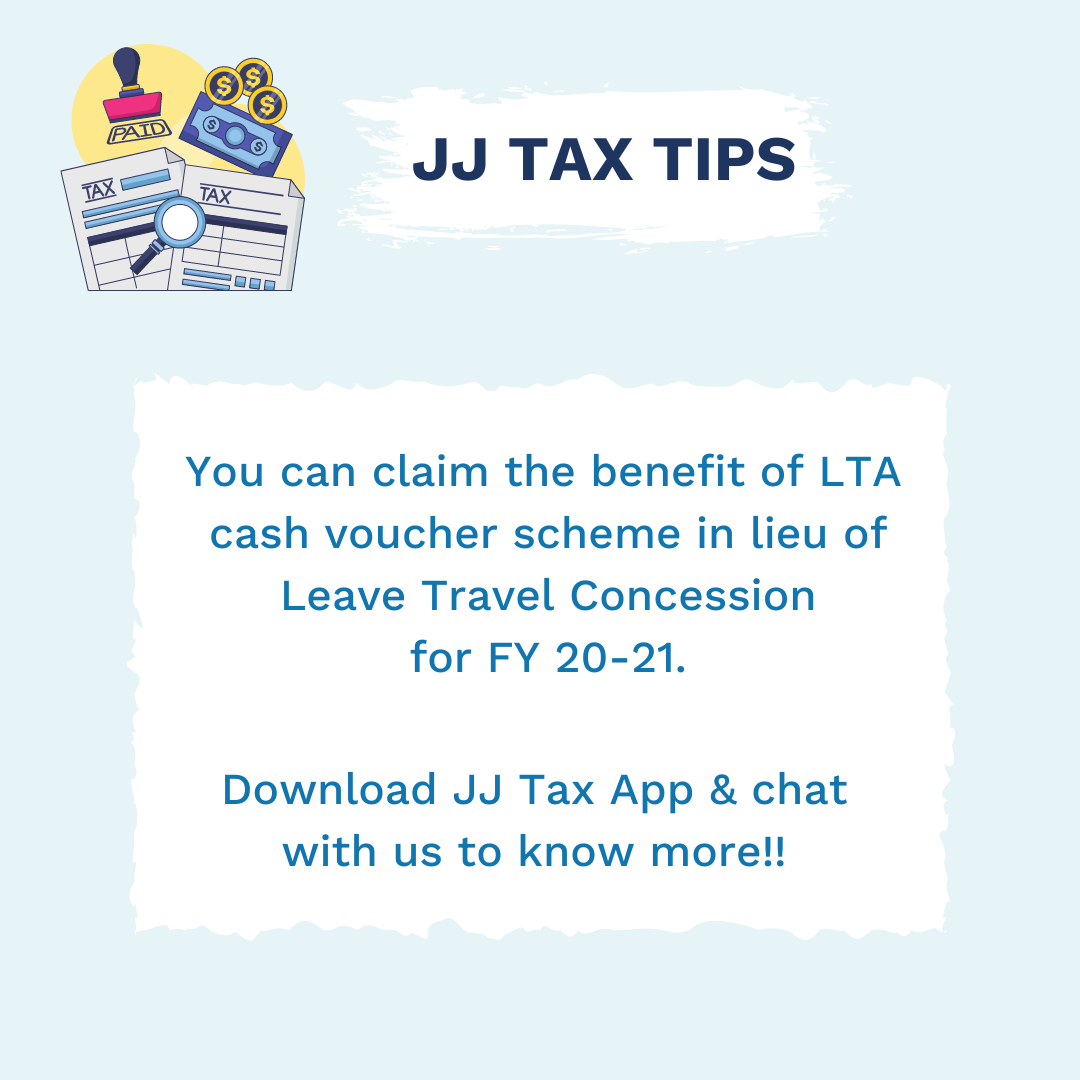 PAID
$
$
$
$
$
TAX
TAX
JJ TAX TIPS
You can claim the benefit of LTA
cash voucher scheme in lieu of
Leave Travel Concession
for FY 20-21.
Download JJ Tax App & chat
with us to know more!!